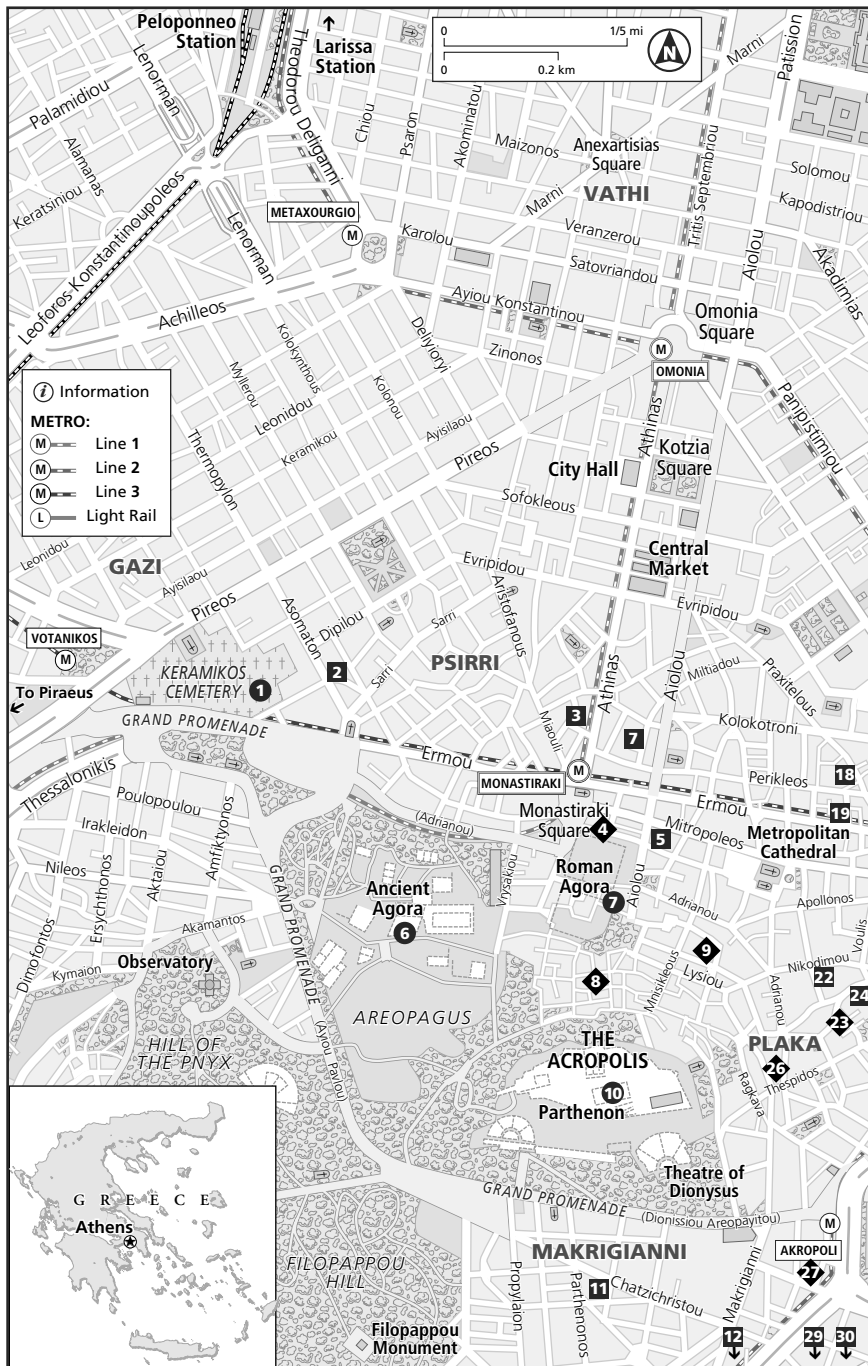 Peloponneo
Station
Larissa
Station
0
1/5 mi
0
0.2 km
N
Marni
Patission
Lenorman
Theodorou Deliganni
Palamidiou
Chiou
Psaron
Akominatou
Maizonos
Anexartisias
Square
VATHI
Tritis Septembriou
Solomou
Kapodistriou
Alamanas
Keratsiniou
Leoforos Konstantinoupoleos
METAXOURGIO
M
Lenorman
Karolou
Marni
Veranzerou
Satovriandou
Aiolou
Akadimias
Achilleos
Ayiou Konstantinou
Omonia
Square
Zinonos
M
OMONIA
Deliyioryi
Kolokynthous
Kolonou
Myllerou
Leonidou
Keramikou
Ayisilaou
Pireos
Athinas
Panipistimiou
i Information
METRO:
M Line 1
M Line 2
M Line 3
L Light Rail
Thermopylon
City Hall
Kotzia
Square
Sofokleous
Central
Market
Leonidou
GAZI
Ayisilaou
Pireos
Evripidou
Evripidou
Aristofanous
Asomaton
Dipilou
Sarri
Sarri
PSIRRI
VOTANIKOS
M
To Piraeus
KERAMIKOS
CEMETERY
1
2
3
7
Miaouli
Athinas
Aiolou
Miltiadou
Praxitelous
Kolokotroni
GRAND PROMENADE
Ermou
MONASTIRAKI
M
Perikleos
18
Ermou
19
Thessalonikis
Poulopoulou
Irakleidon
Nileos
(Adrianou)
Monastiraki
Square
4
5
Mitropoleos
Metropolitan
Cathedral
Amfiktyonos
Aktaiou
Ersychthonos
Dimofontos
Akamantos
Kymaion
Observatory
GRAND PROMENADE
(Ayiou Pavlou)
Ancient
Agora
6
Vrysakiou
Roman
Agora
7
Aiolou
Adrianou
Apollonos
Voulis
9
Lysiou
Mnisikleous
Nikodimou
22
24
23
8
Adrianou
AREOPAGUS
HILL OF
THE PNYX
THE
ACROPOLIS
10
Parthenon
PLAKA
26
Thespidos
Ragkava
Theatre of
Dionysus
GRAND PROMENADE
(Dionissiou Areopayitou)
M
AKROPOLI
27
MAKRIGIANNI
Makrigianni
Propylaion
Parthenonos
11
Chatzichristou
FILOPAPPOU
HILL
Filopappou
Monument
12
29
30
GREECE
Athens